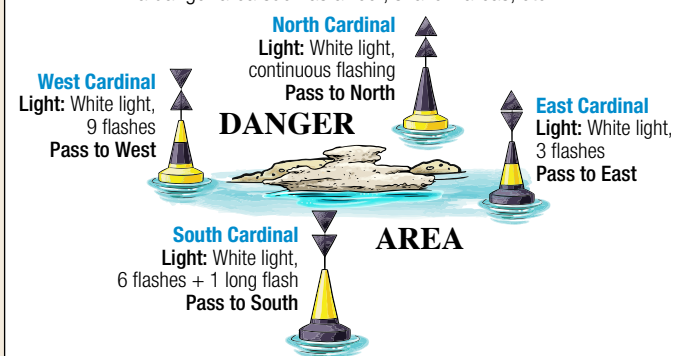 North Cardinal
Light: White light,
continuous flashing
Pass to North
West Cardinal
Light: White light,
9 flashes
Pass to West
DANGER
East Cardinal
Light: White light,
3 flashes
Pass to East
South Cardinal
Light: White light,
6 flashes + 1 long flash
Pass to South
AREA